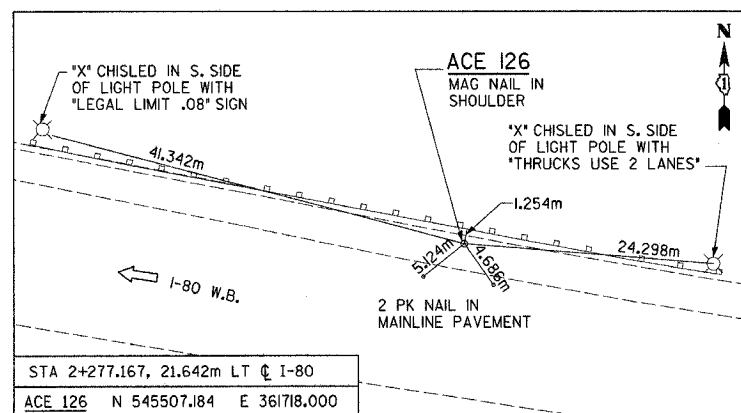 "X" CHISLED IN S. SIDE
OF LIGHT POLE WITH
"LEGAL LIMIT .08" SIGN
ACE 126
MAG NAIL IN
SHOULDER
N
1
"X" CHISLED IN S. SIDE
OF LIGHT POLE WITH
"THRUCKS USE 2 LANES"
41.342m
1.254m
24.298m
5.124m
4.686m
I-80 W.B.
2 PK NAIL IN
MAINLINE PAVEMENT
STA 2+277.167, 21.642m LT ℄ I-80
ACE 126 N 545507.184 E 361718.000